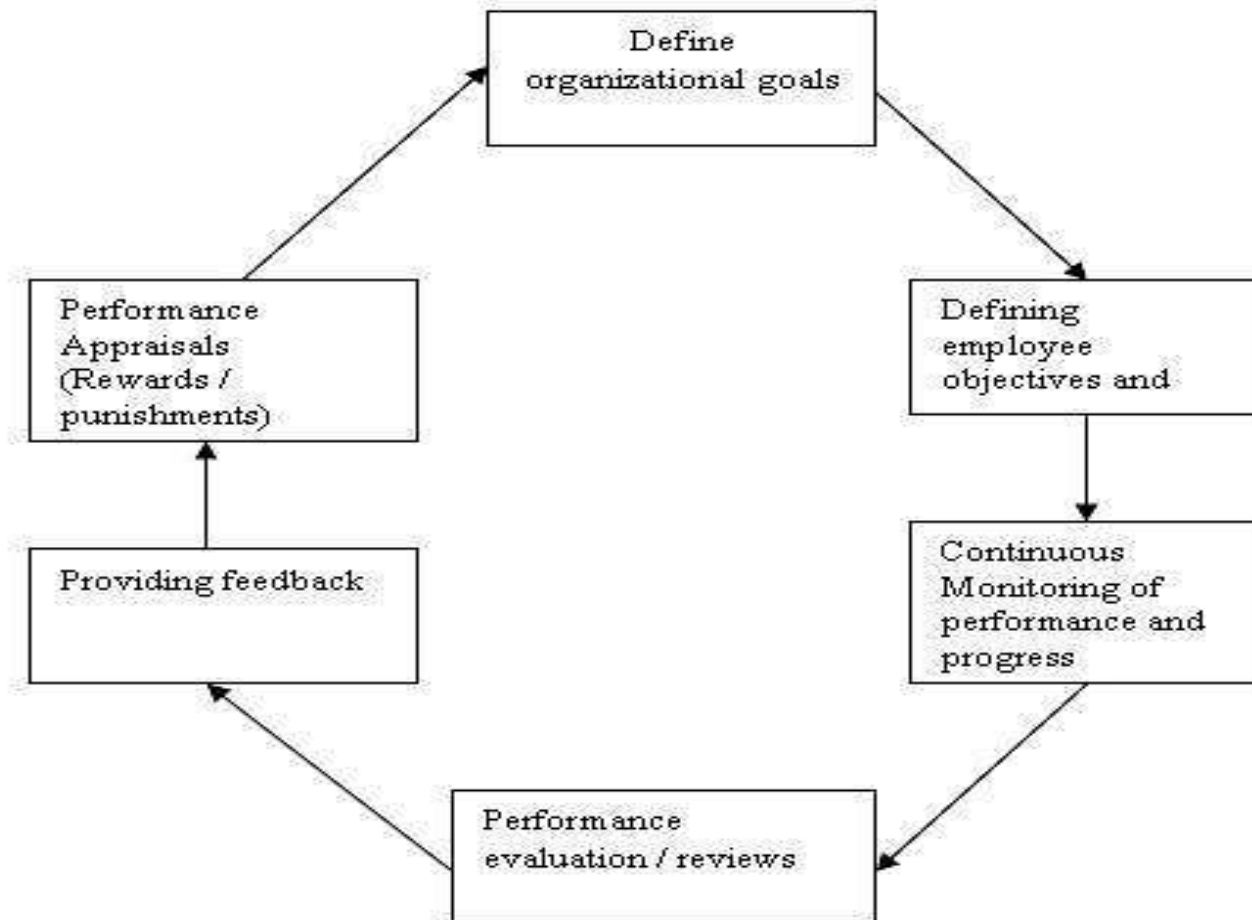 Define
organizational goals
Defining
employee
objectives and
Continuous
Monitoring of
performance and
progress
Performance
evaluation / reviews
Providing feedback
Performance
Appraisals
(Rewards /
punishments)